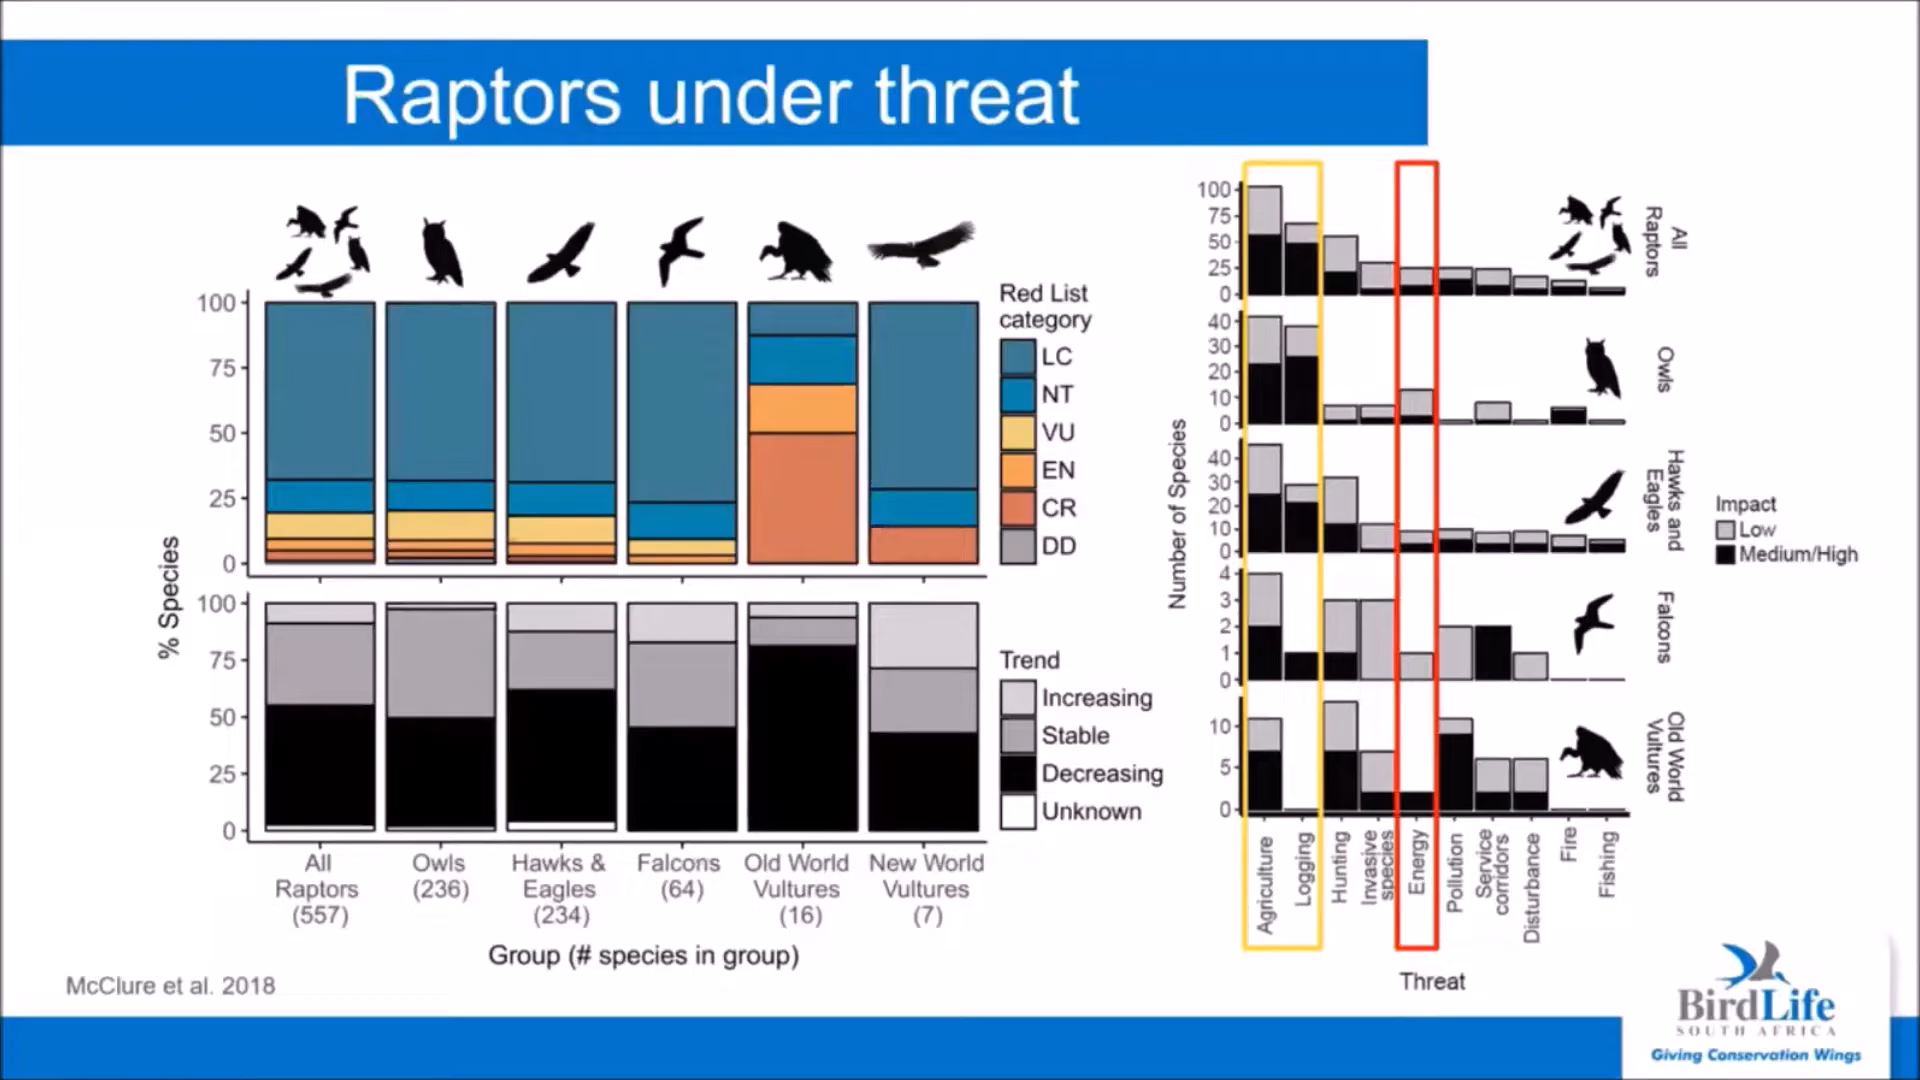 Raptors under threat
% Species
100
75
50
25
0
Red List
category
LC
NT
VU
EN
CR
DD
100
75
50
25
0
Trend
Increasing
Stable
Decreasing
Unknown
All
Raptors
(557)
Owls
(236)
Hawks &
Eagles
(234)
Falcons
(64)
Old World
Vultures
(16)
New World
Vultures
(7)
Group (# species in group)
McClure et al. 2018
Number of Species
100
75
50
25
0
All
Raptors
40
30
20
10
0
Owls
40
30
20
10
0
Hawks and
Eagles
4
3
2
1
0
Falcons
10
5
0
Old World
Vultures
Impact
Low
Medium/High
Agriculture
Logging
Hunting
Invasive
species
Energy
Pollution
Service
corridors
Disturbance
Fire
Fishing
Threat
BirdLife
SOUTH AFRICA
Giving Conservation Wings